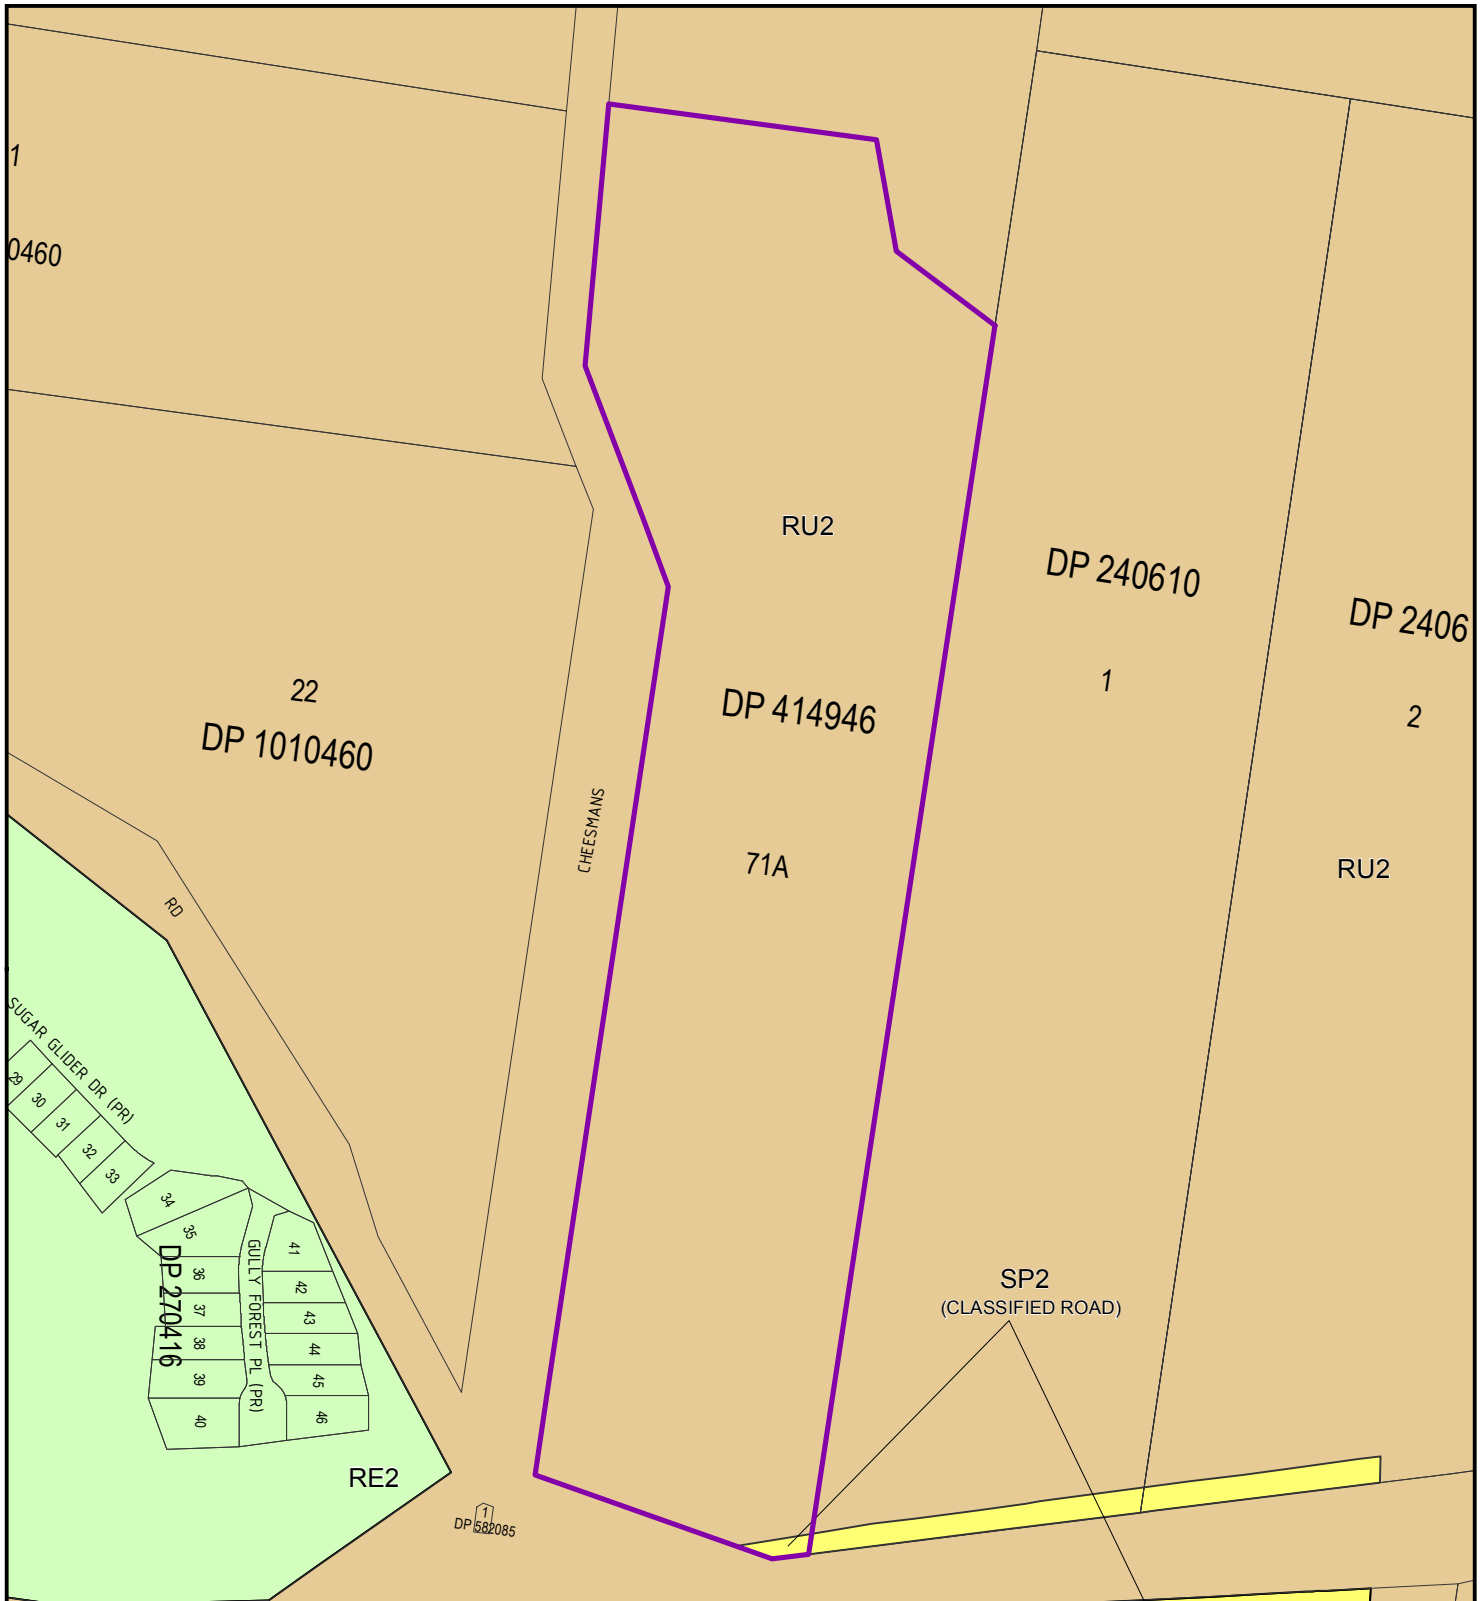 1
0460
RU2
DP 240610
DP 2406
1
2
22
DP 1010460
DP 414946
71A
CHEESMANS
RU2
RD
SUGAR GLIDER DR (PR)
29
30
31
32
33
34
35
36
37
38
39
40
DP 270416
GULLY FOREST PL (PR)
41
42
43
44
45
46
SP2
(CLASSIFIED ROAD)
RE2
1
DP 582085